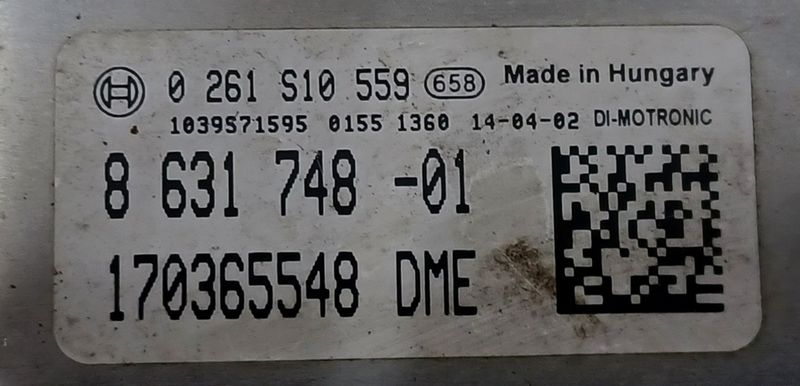 0 261 S10 559 658 Made in Hungary
1039S71595 0155 1360 14-04-02 DI-MOTRONIC
8 631 748 -01
170365548 DME